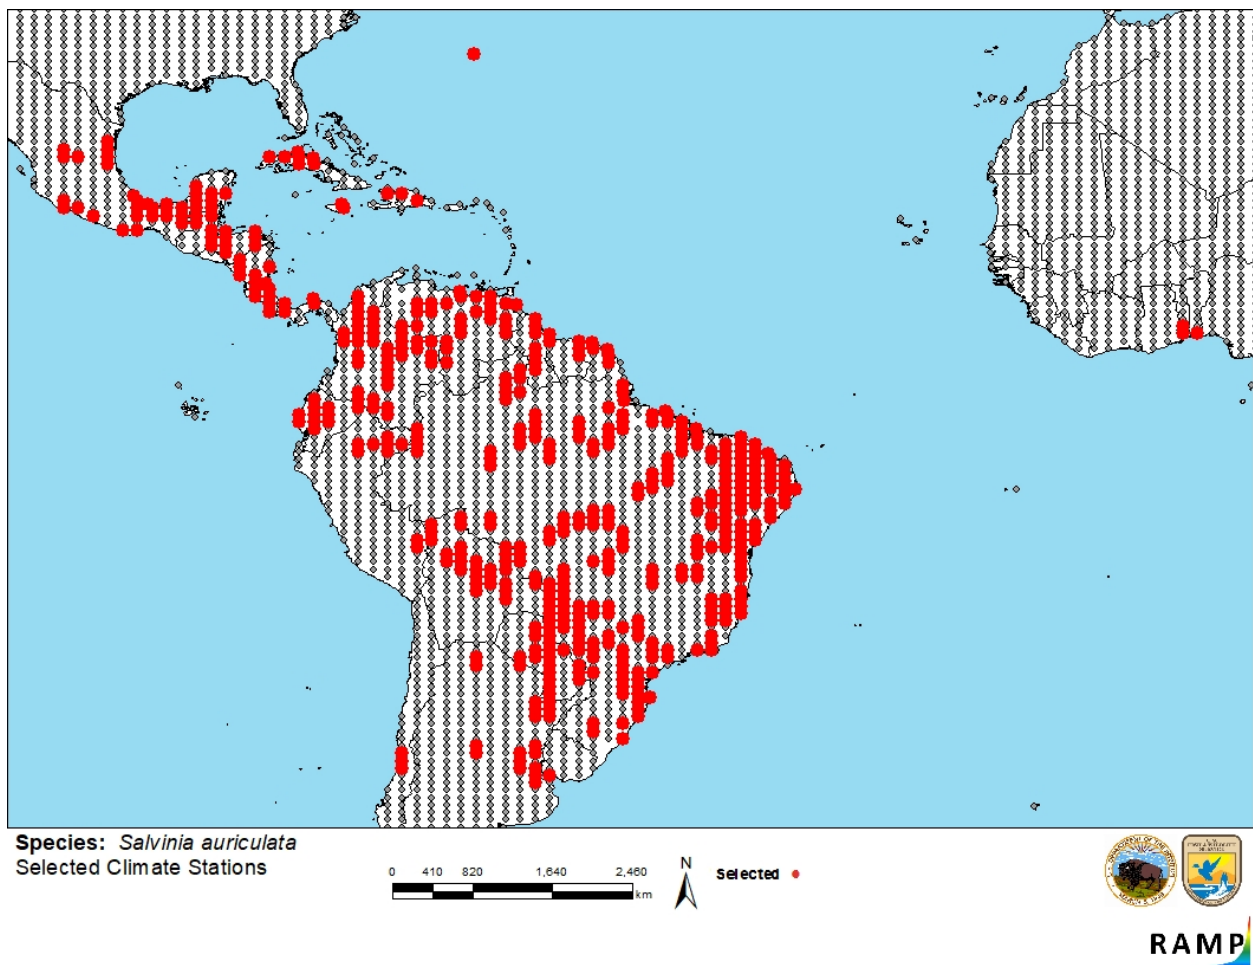 Species: Salvinia auriculata
Selected Climate Stations
0 410 820 1,640 2,460
km
N
Selected
RAMP